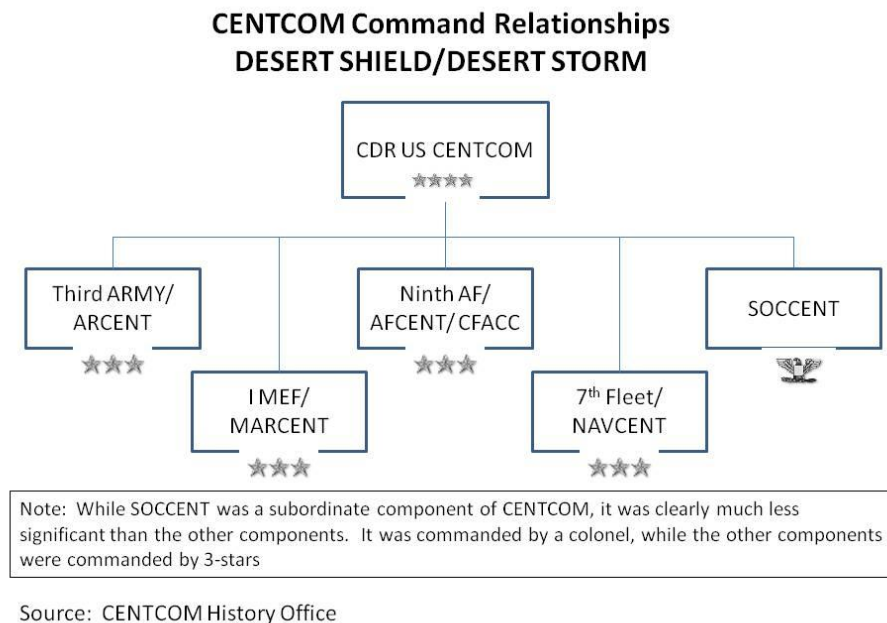 CENTCOM Command Relationships
DESERT SHIELD/DESERT STORM
CDR US CENTCOM
Third ARMY/
ARCENT
Ninth AF/
AFCENT/CFACC
SOCCENT
I MEF/
MARCENT
7th Fleet/
NAVCENT
Note: While SOCCENT was a subordinate component of CENTCOM, it was clearly much less
significant than the other components. It was commanded by a colonel, while the other components
were commanded by 3-stars
Source: CENTCOM History Office